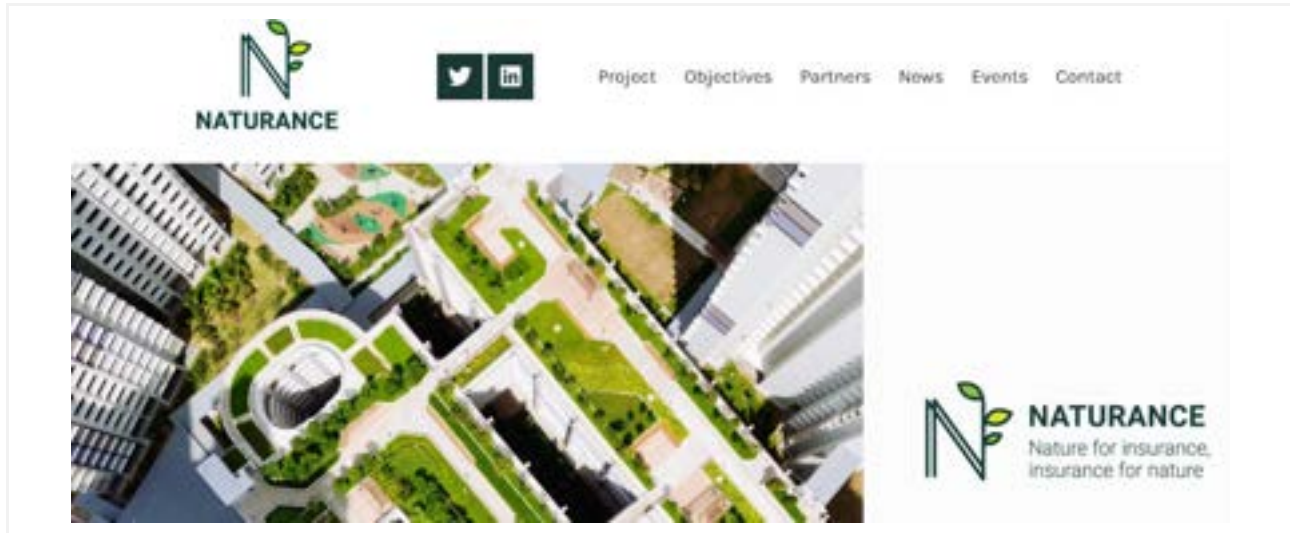 NATURANCE
Project Objectives Partners News Events Contact
NATURANCE
Nature for insurance,
insurance for nature